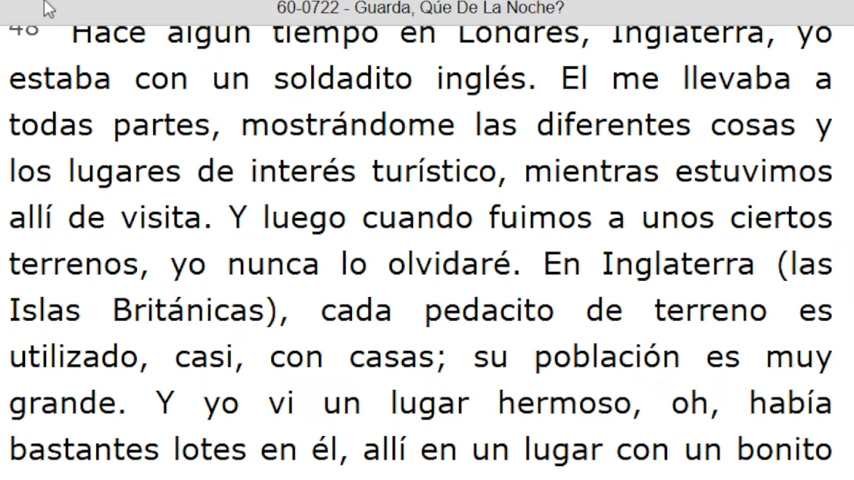 60-0722 - Guarda, Qúe De La Noche?
48 Hace algún tiempo en Londres, Inglaterra, yo
estaba con un soldadito inglés. El me llevaba a
todas partes, mostrándome las diferentes cosas y
los lugares de interés turístico, mientras estuvimos
allí de visita. Y luego cuando fuimos a unos ciertos
terrenos, yo nunca lo olvidaré. En Inglaterra (las
Islas Británicas), cada pedacito de terreno es
utilizado, casi, con casas; su población es muy
grande. Y yo vi un lugar hermoso, oh, había
bastantes lotes en él, allí en un lugar con un bonito